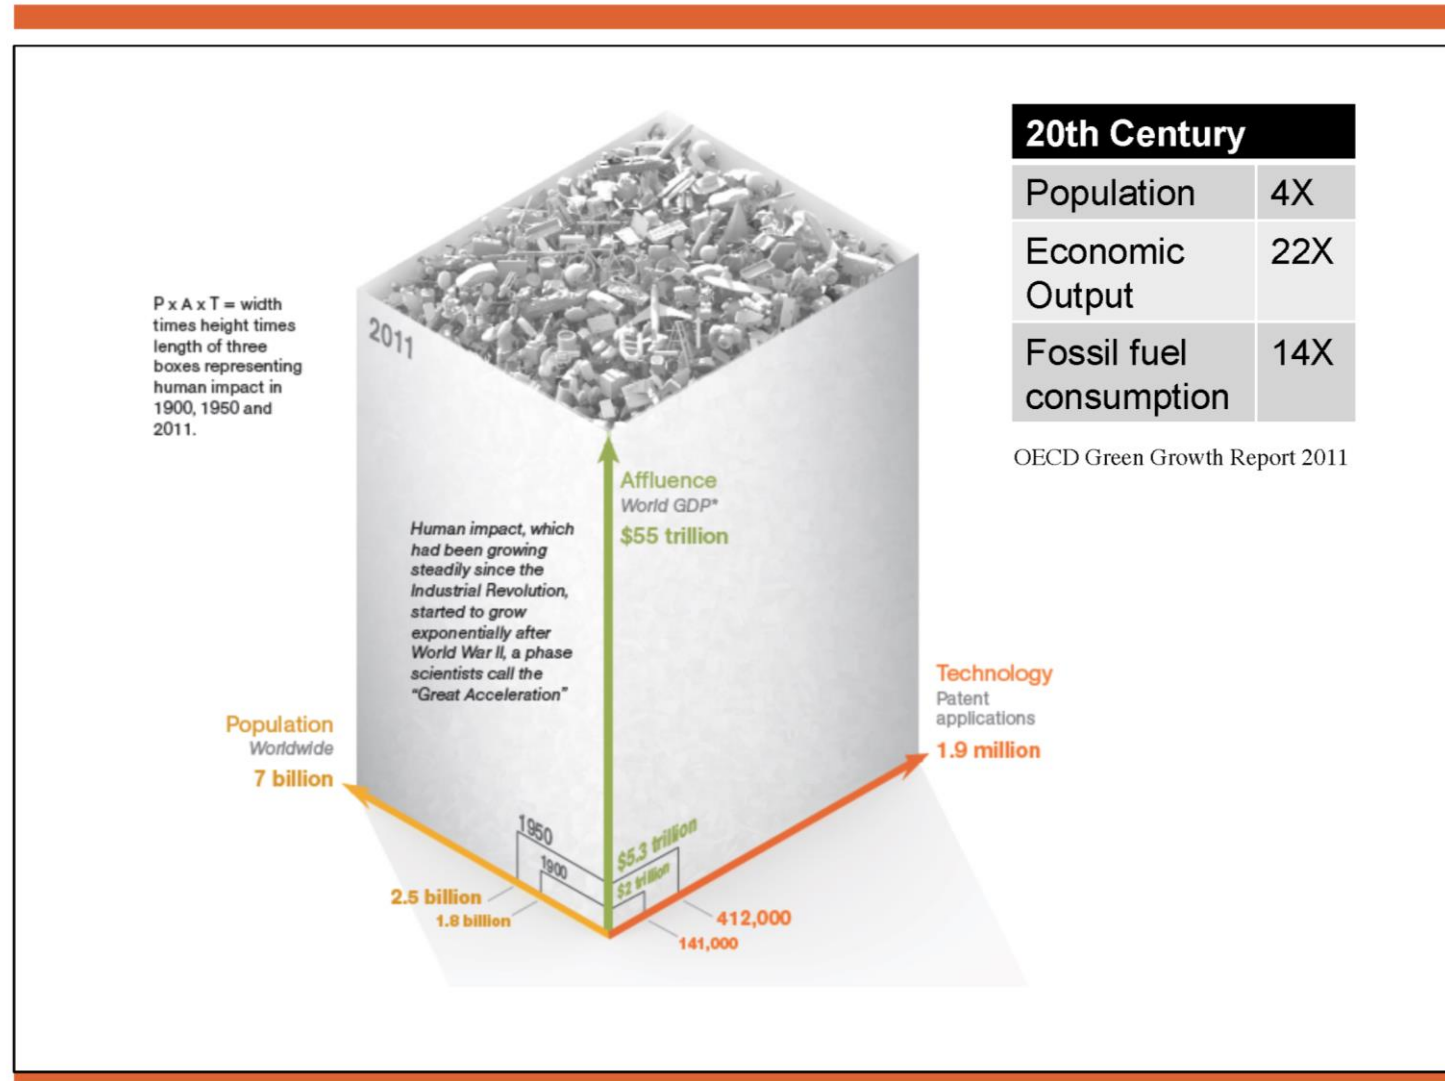 20th Century
Population 4X
Economic 22X
Output
Fossil fuel 14X
consumption
OECD Green Growth Report 2011
P x A x T = width
times height times
length of three
boxes representing
human impact in
1900, 1950 and
2011.
2011
Affluence
World GDP*
$55 trillion
Human impact, which
had been growing
steadily since the
Industrial Revolution,
started to grow
exponentially after
World War II, a phase
scientists call the
“Great Acceleration”
Technology
Patent
applications
1.9 million
Population
Worldwide
7 billion
1950
1900
$5.3 trillion
$2 trillion
2.5 billion
1.8 billion
412,000
141,000